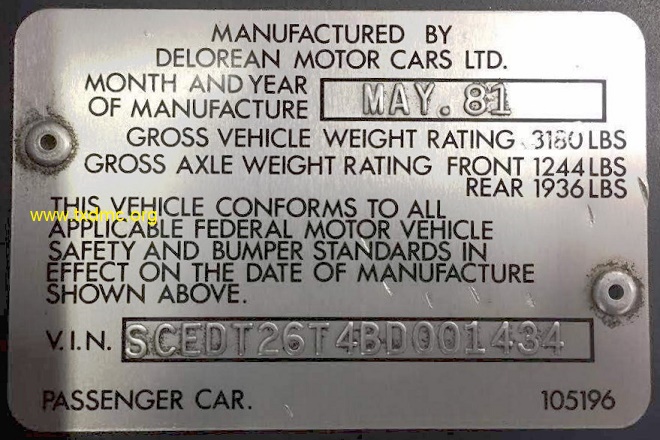 MANUFACTURED BY
DELOREAN MOTOR CARS LTD.
MONTH AND YEAR
OF MANUFACTURE MAY.81
GROSS VEHICLE WEIGHT RATING 3180 LBS
GROSS AXLE WEIGHT RATING FRONT 1244 LBS
REAR 1936 LBS
www.txdmc.org
THIS VEHICLE CONFORMS TO ALL
APPLICABLE FEDERAL MOTOR VEHICLE
SAFETY AND BUMPER STANDARDS IN
EFFECT ON THE DATE OF MANUFACTURE
SHOWN ABOVE.
V.I.N. SCEDT26T4BD001434
PASSENGER CAR. 105196